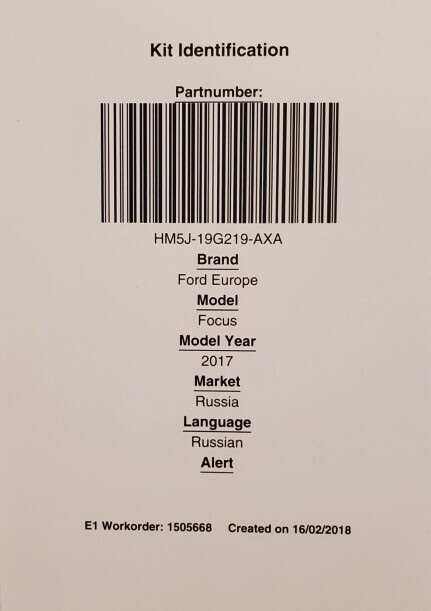 Kit Identification
Partnumber:
HM5J-19G219-AXA
Brand
Ford Europe
Model
Focus
Model Year
2017
Market
Russia
Language
Russian
Alert
E1 Workorder: 1505668 Created on 16/02/2018